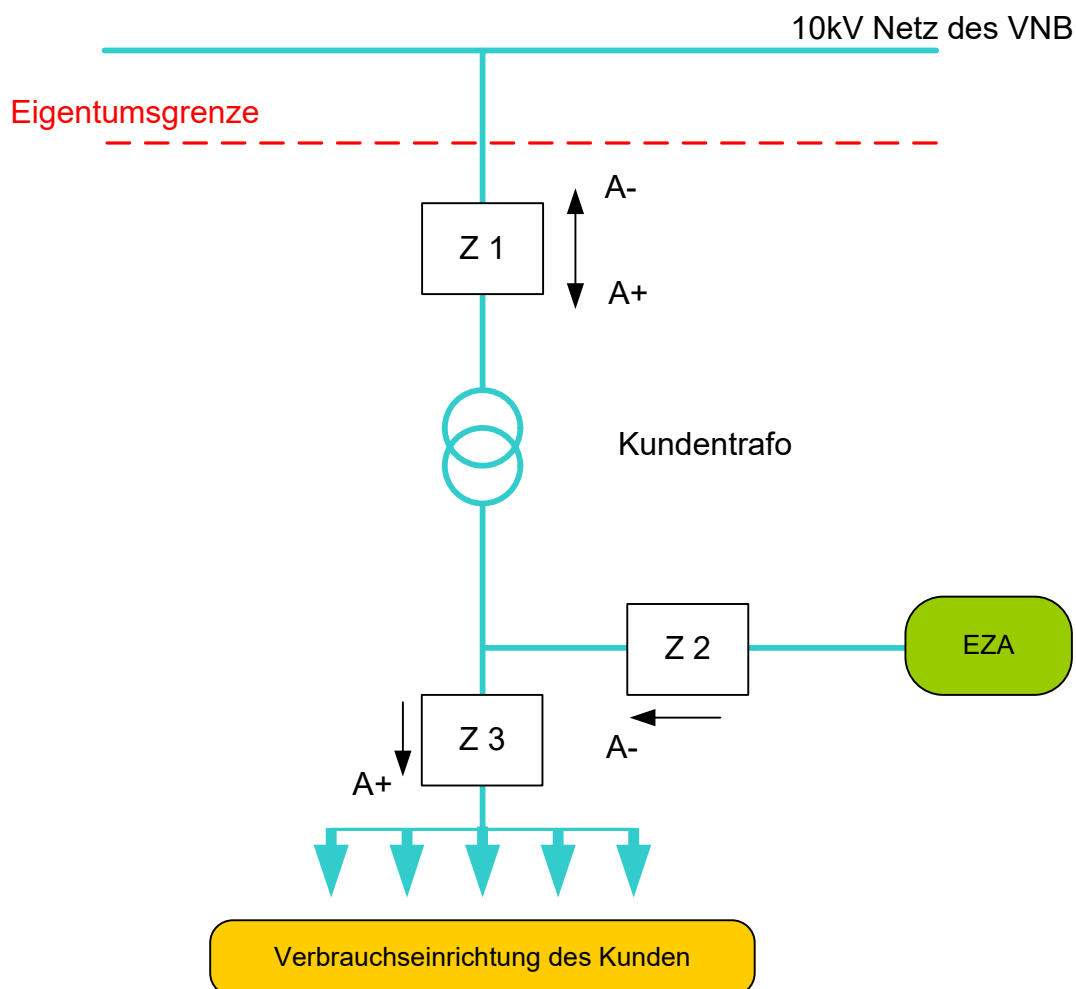 10kV Netz des VNB
Eigentumsgrenze
A-
Z 1
A+
Kundentrafo
Z 2
EZA
A-
Z 3
A+
Verbrauchseinrichtung des Kunden